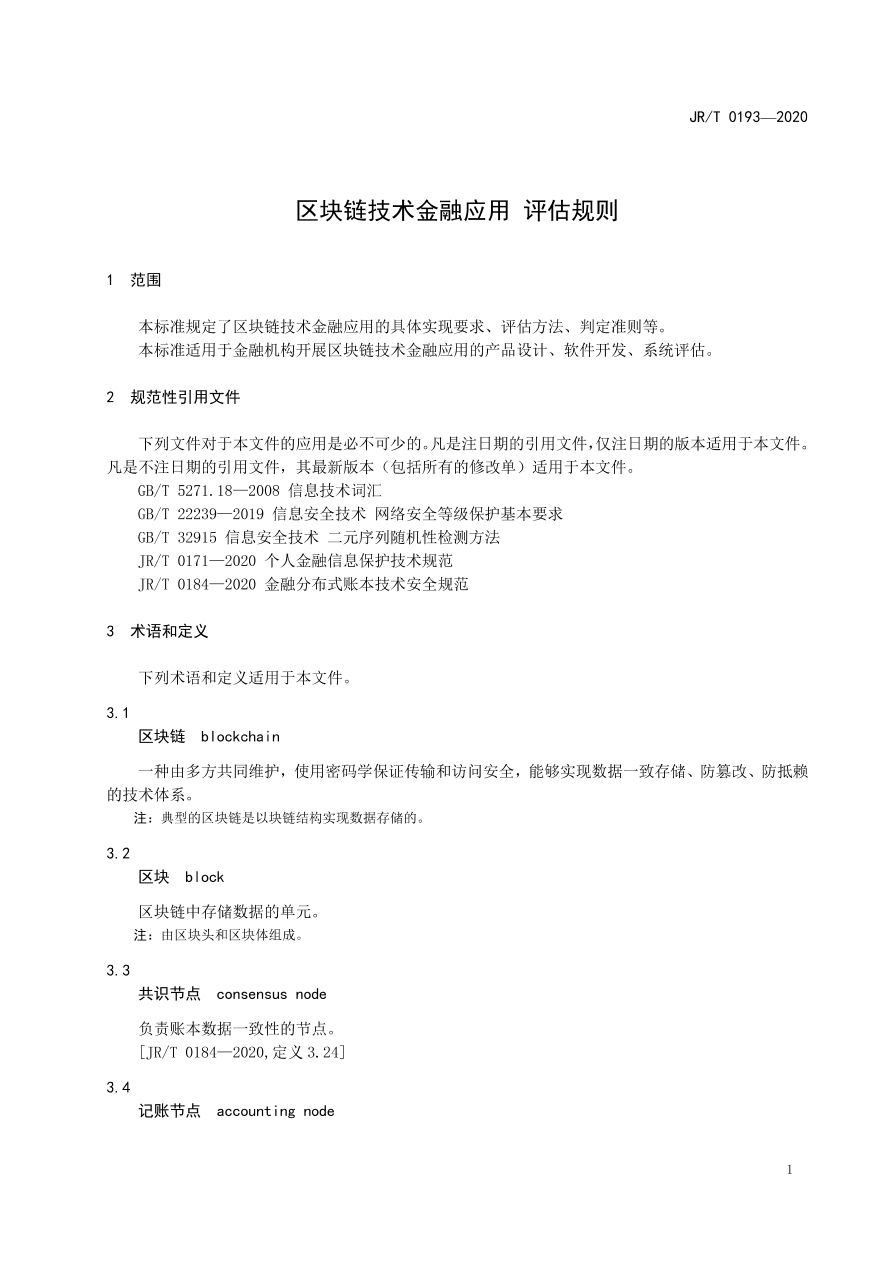 JR/T 0193—2020
区块链技术金融应用 评估规则
1 范围
本标准规定了区块链技术金融应用的具体实现要求、评估方法、判定准则等。
本标准适用于金融机构开展区块链技术金融应用的产品设计、软件开发、系统评估。
2 规范性引用文件
下列文件对于本文件的应用是必不可少的。凡是注日期的引用文件，仅注日期的版本适用于本文件。
凡是不注日期的引用文件，其最新版本（包括所有的修改单）适用于本文件。
GB/T 5271.18—2008 信息技术词汇
GB/T 22239—2019 信息安全技术 网络安全等级保护基本要求
GB/T 32915 信息安全技术 二元序列随机性检测方法
JR/T 0171—2020 个人金融信息保护技术规范
JR/T 0184—2020 金融分布式账本技术安全规范
3 术语和定义
下列术语和定义适用于本文件。
3.1
区块链 blockchain
一种由多方共同维护，使用密码学保证传输和访问安全，能够实现数据一致存储、防篡改、防抵赖
的技术体系。
注：典型的区块链是以块链结构实现数据存储的。
3.2
区块 block
区块链中存储数据的单元。
注：由区块头和区块体组成。
3.3
共识节点 consensus node
负责账本数据一致性的节点。
[JR/T 0184—2020,定义 3.24]
3.4
记账节点 accounting node
1